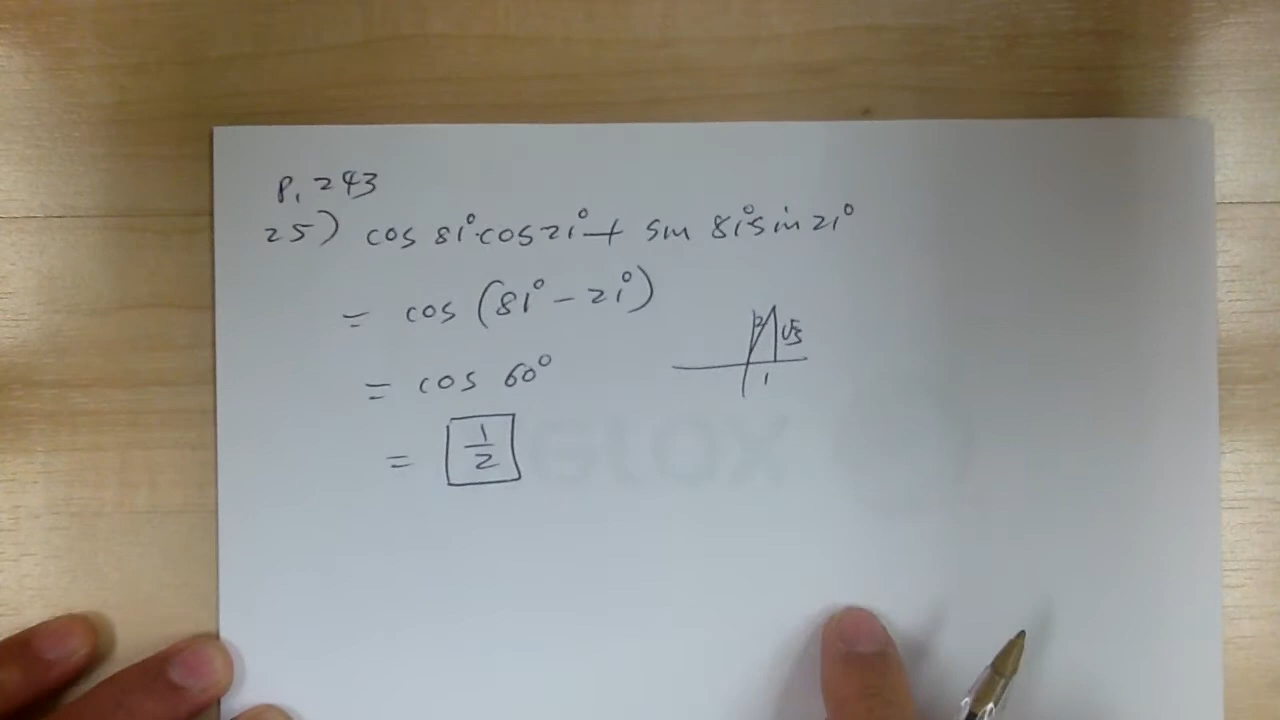 P. 243
25) cos 81° · cos 21° + sin 81° sin 21°
= cos (81° - 21°)
2 √3
= cos 60°
1
= 1/2